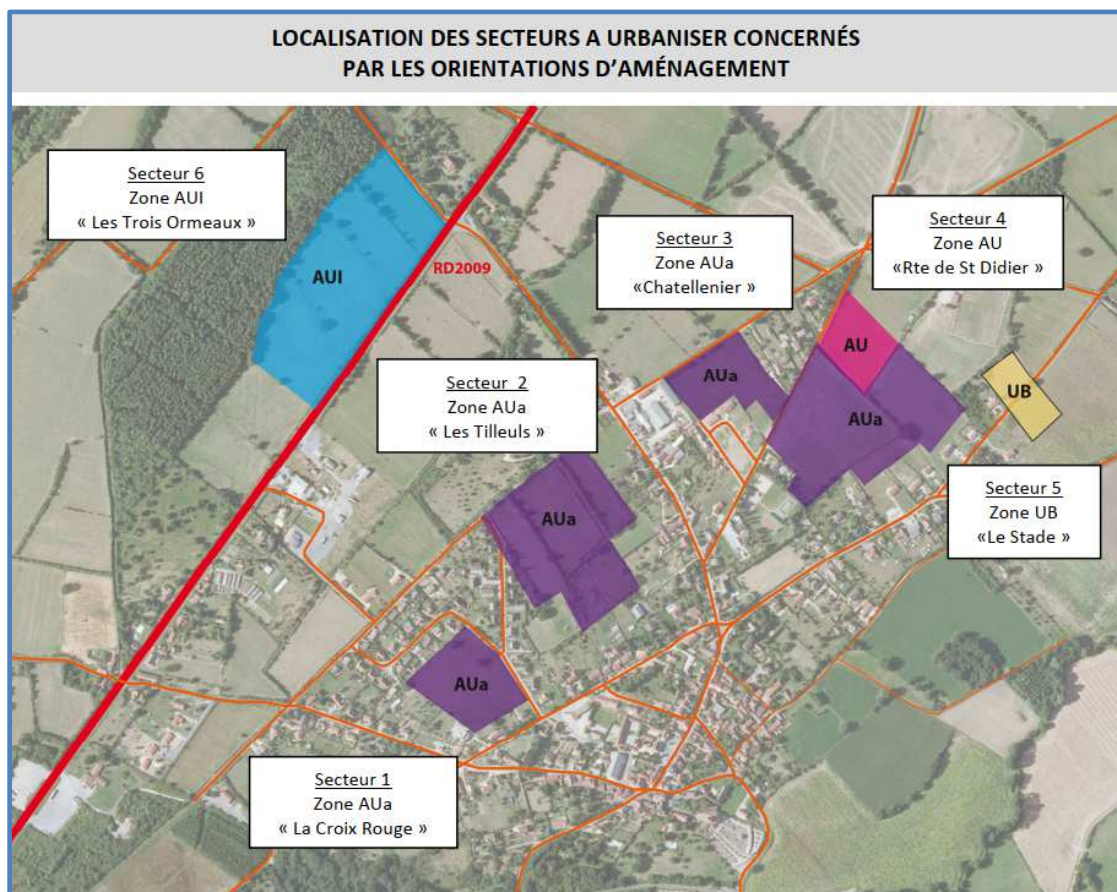 LOCALISATION DES SECTEURS A URBANISER CONCERNÉS
PAR LES ORIENTATIONS D'AMÉNAGEMENT
Secteur 6
Zone AUI
« Les Trois Ormeaux »
AUI
RD2009
Secteur 3
Zone AUa
«Chatellenier »
Secteur 4
Zone AU
«Rte de St Didier »
Secteur 2
Zone AUa
« Les Tilleuls »
AUa
AU
AUa
UB
Secteur 5
Zone UB
«Le Stade »
AUa
AUa
Secteur 1
Zone AUa
« La Croix Rouge »